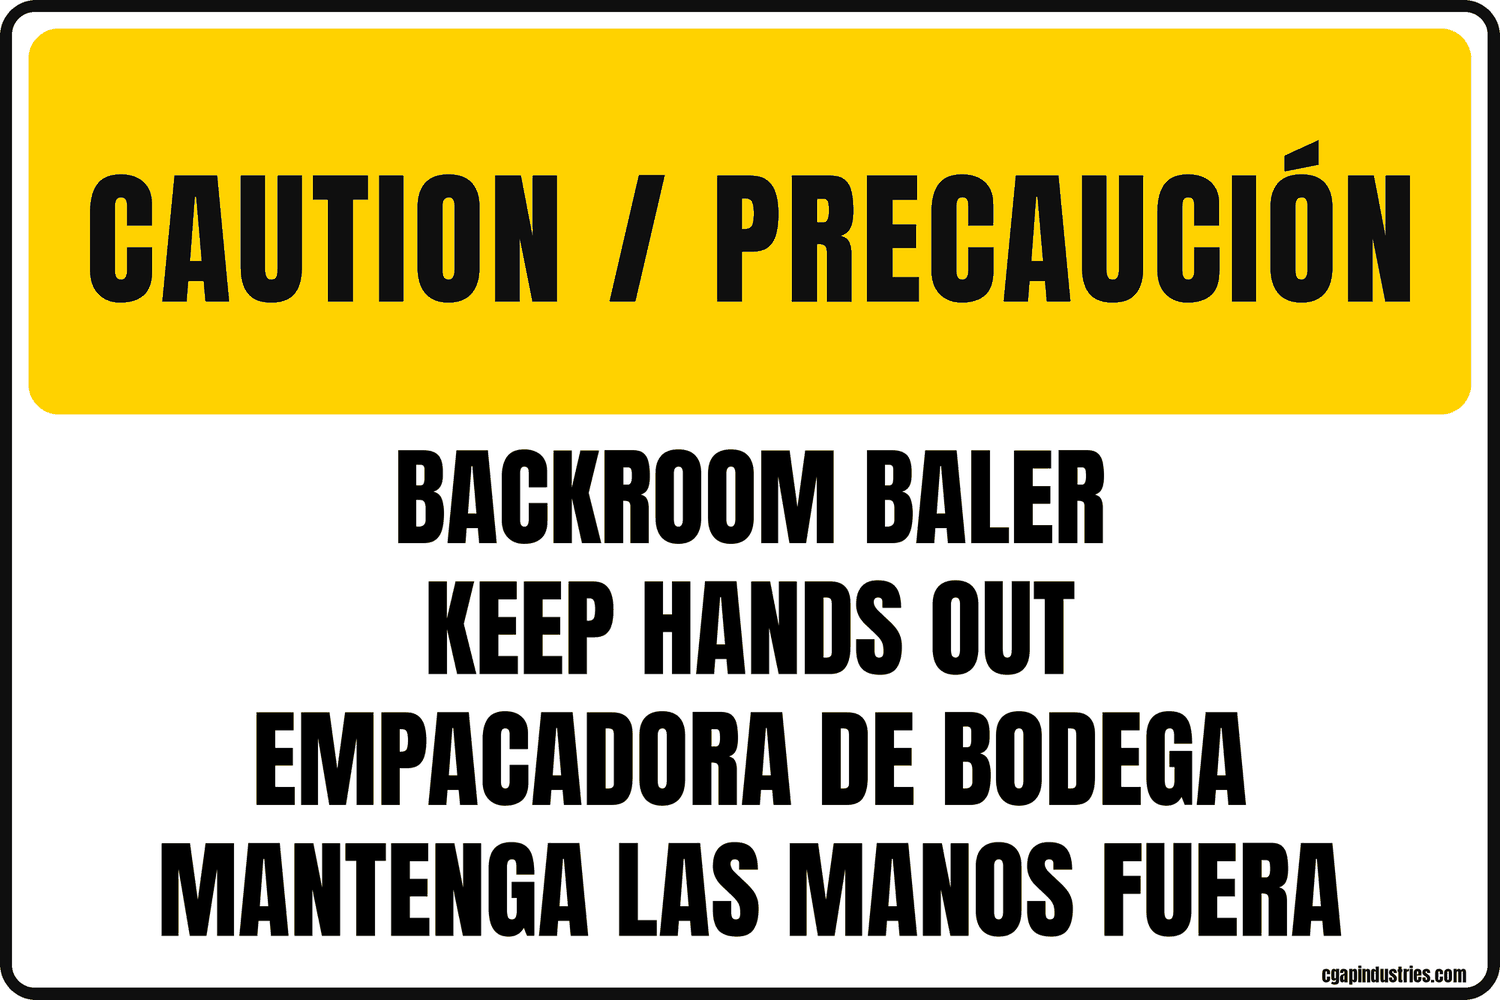 CAUTION / PRECAUCIÓN
BACKROOM BALER
KEEP HANDS OUT
EMPACADORA DE BODEGA
MANTENGA LAS MANOS FUERA
cgapindustries.com